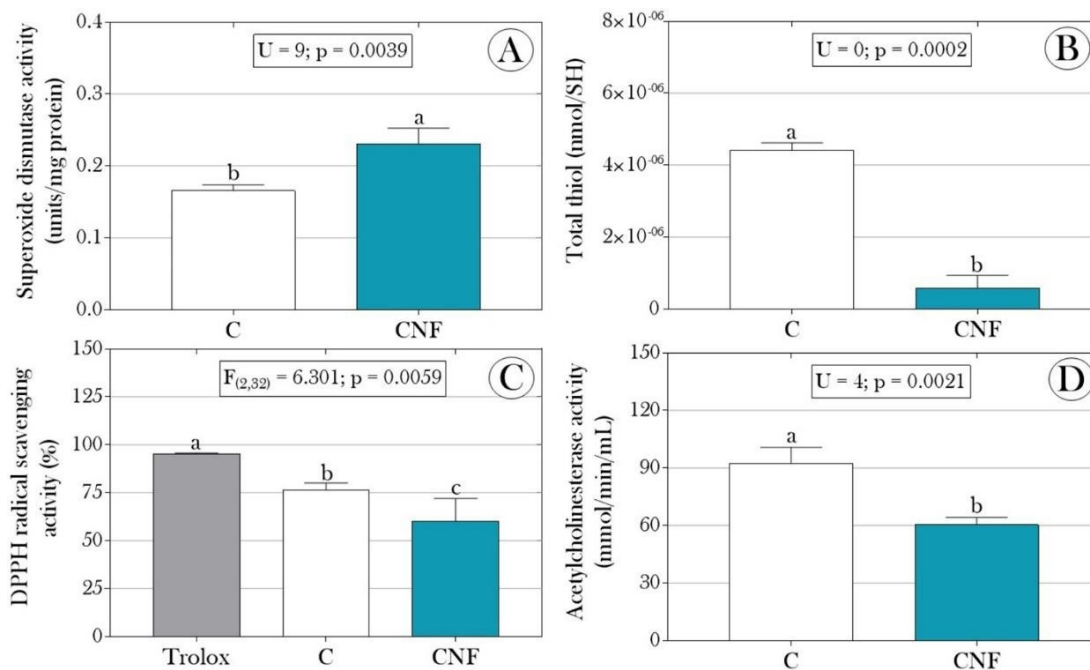 Superoxide dismutase activity
(units/mg protein)
0.4
0.3
0.2
0.1
0.0
U = 9; p = 0.0039
A
b
a
C
CNF
Total thiol (nmol/SH)
8×10⁻⁰⁶
6×10⁻⁰⁶
4×10⁻⁰⁶
2×10⁻⁰⁶
0
U = 0; p = 0.0002
B
a
b
C
CNF
DPPH radical scavenging
activity (%)
150
125
100
75
50
25
0
F(2,32) = 6.301; p = 0.0059
C
a
b
c
Trolox
C
CNF
Acetylcholinesterase activity
(mmol/min/mL)
150
120
90
60
30
0
U = 4; p = 0.0021
D
a
b
C
CNF